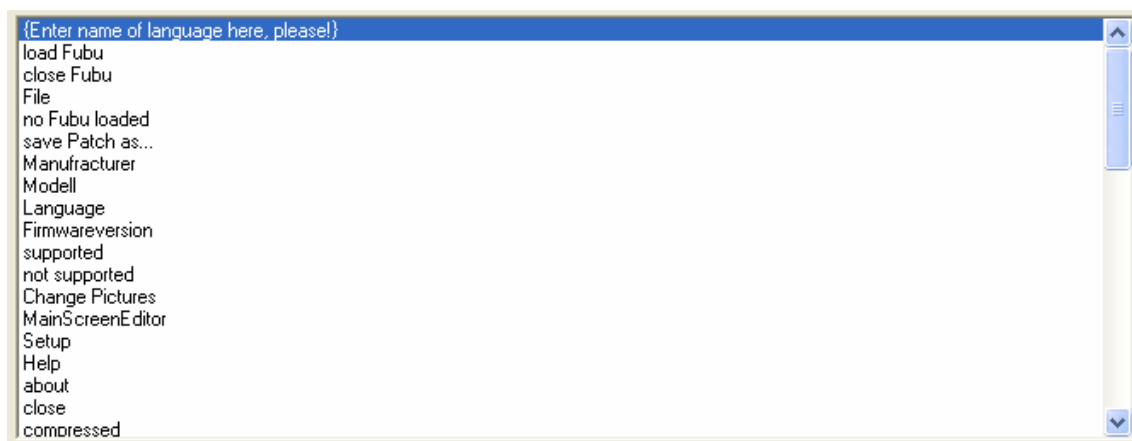 {Enter name of language here, please!}
load Fubu
close Fubu
File
no Fubu loaded
save Patch as...
Manufracturer
Modell
Language
Firmwareversion
supported
not supported
Change Pictures
MainScreenEditor
Setup
Help
about
close
compressed